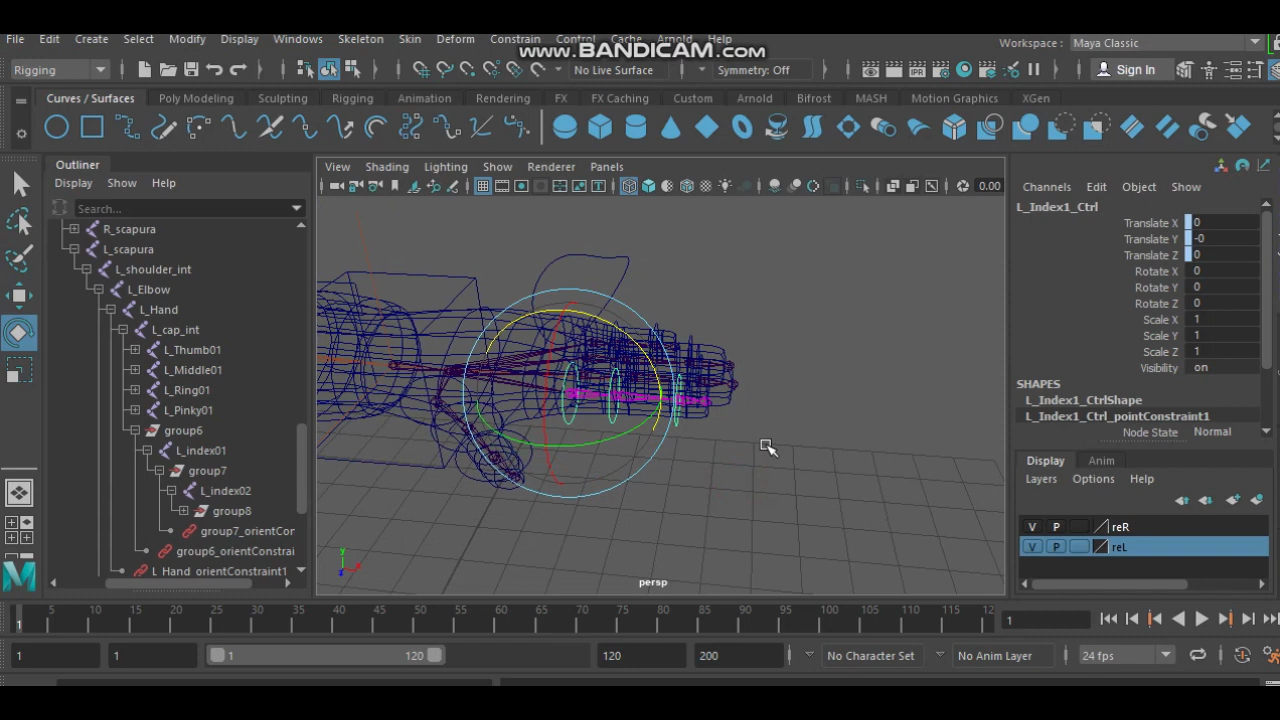 File Edit Create Select Modify Display Windows Skeleton Skin Deform Constrain Control Cache Arnold Help
www.BANDICAM.com
Workspace : Maya Classic
Rigging No Live Surface Symmetry: Off Sign In
Curves / Surfaces Poly Modeling Sculpting Rigging Animation Rendering FX FX Caching Custom Arnold Bifrost MASH Motion Graphics XGen
Outliner
Display Show Help
Search...
R_scapura
L_scapura
L_shoulder_int
L_Elbow
L_Hand
L_cap_int
L_Thumb01
L_Middle01
L_Ring01
L_Pinky01
group6
L_index01
group7
L_index02
group8
group7_orientCor
group6_orientConstrai
L_Hand_orientConstraint1
View Shading Lighting Show Renderer Panels
0.00
persp
Channels Edit Object Show
L_Index1_Ctrl
Translate X 0
Translate Y -0
Translate Z 0
Rotate X 0
Rotate Y 0
Rotate Z 0
Scale X 1
Scale Y 1
Scale Z 1
Visibility on
SHAPES
L_Index1_CtrlShape
L_Index1_Ctrl_pointConstraint1
Node State Normal
Display Anim
Layers Options Help
V P reR
V P reL
1 5 10 15 20 25 30 35 40 45 50 55 60 65 70 75 80 85 90 95 100 105 110 115 12
1
1 1 1 120 120 200 No Character Set No Anim Layer 24 fps